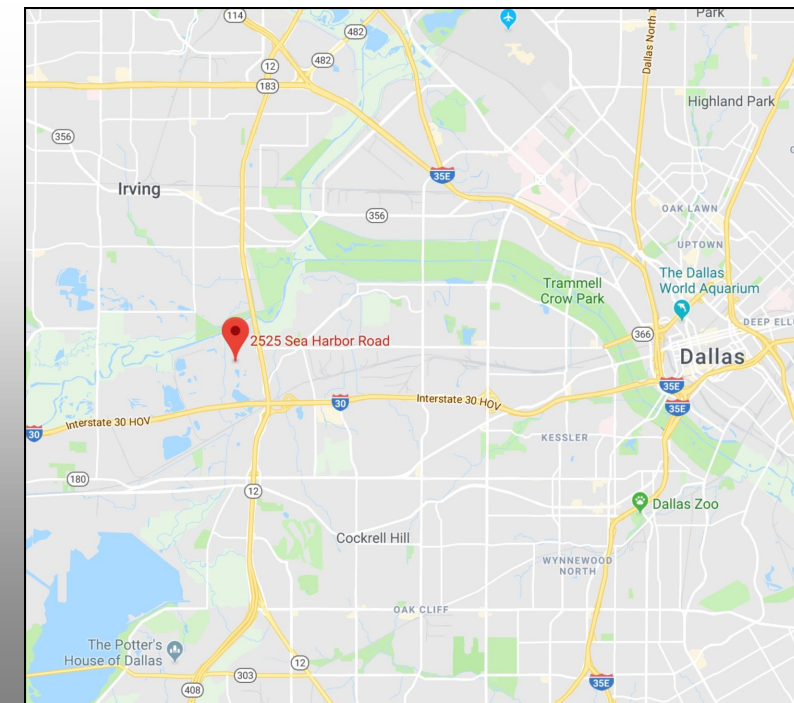 114
Park
482
Dallas North T
12
482
183
Highland Park
356
35E
Irving
356
OAK LAWN
UPTOWN
The Dallas
World Aquarium
Trammell
Crow Park
DEEP ELL
366
2525 Sea Harbor Road
Dallas
35E
30
Interstate 30 HOV
35E
Interstate 30 HOV
30
KESSLER
180
12
Dallas Zoo
Cockrell Hill
WYNNEWOOD
NORTH
OAK CLIFF
The Potter's
House of Dallas
12
303
408
35E